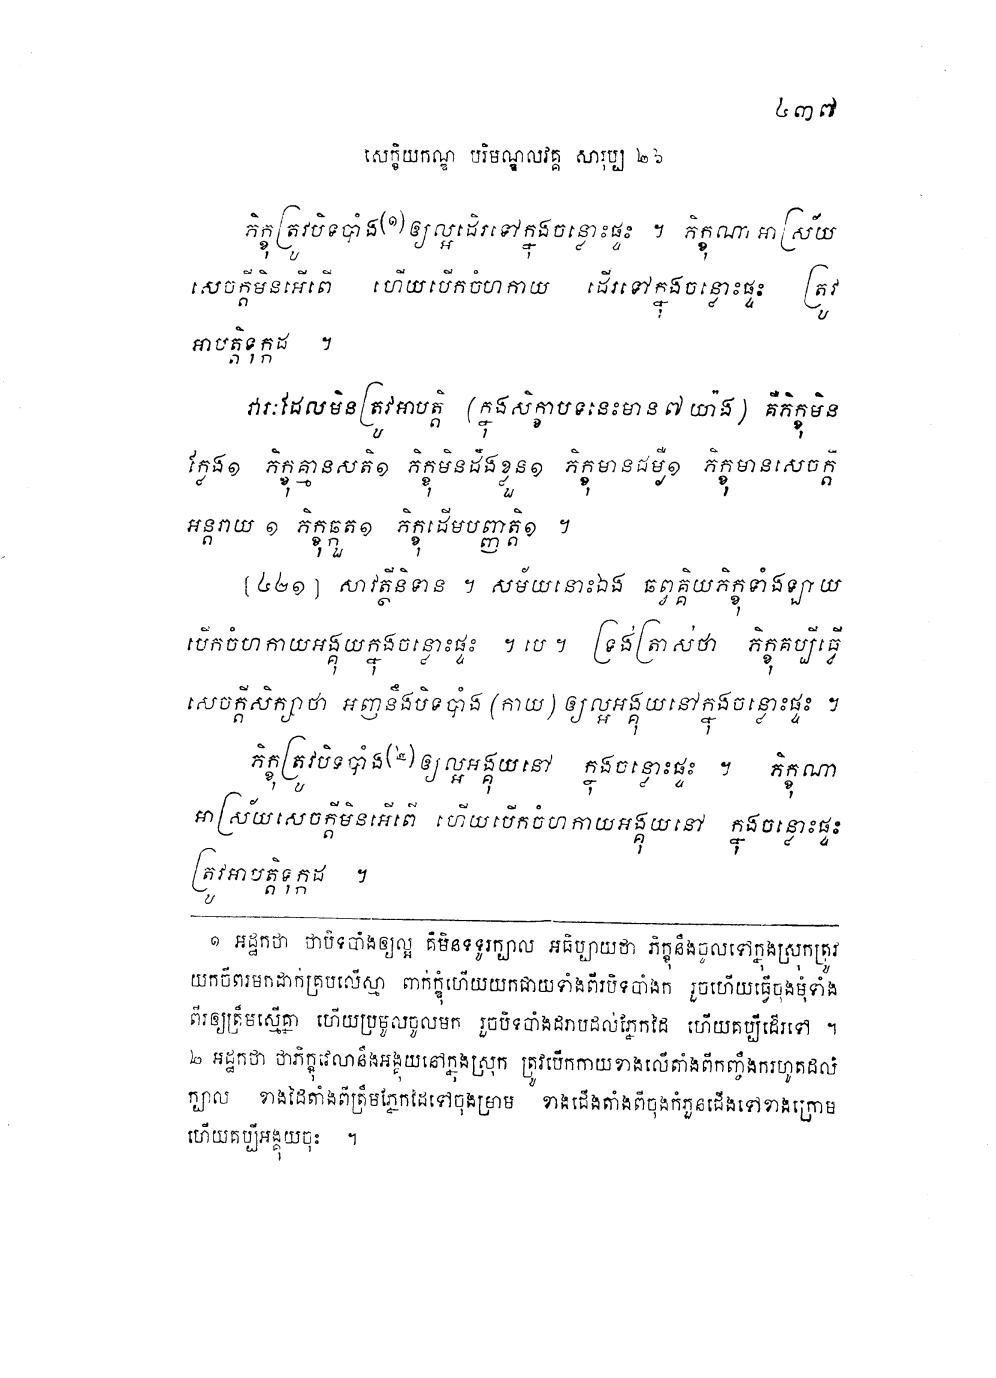 ៤៣៧
សេក្ខិយកណ្ឌ បរិមណ្ឌលវគ្គ សារុប្ប ២៦
ភិក្ខុត្រូវបិទបាំង(១)ឲ្យល្អដើរទៅក្នុងចន្លោះផ្ទះ ។ ភិក្ខុណា អាស្រ័យ
សេចក្តីមិនអើពើ ហើយបើកចំហកាយ ដើរទៅក្នុងចន្លោះផ្ទះ ត្រូវ
អាបត្តិទុក្កដ ។
វារៈដែលមិនត្រូវអាបត្តិ (ក្នុងសិក្ខាបទនេះមាន៧យ៉ាង) គឺភិក្ខុមិន
ក្លែង១ ភិក្ខុគ្មានសតិ១ ភិក្ខុមិនដឹងខ្លួន១ ភិក្ខុមានជម្ងឺ១ ភិក្ខុមានសេចក្តី
អន្តរាយ ១ ភិក្ខុឆ្កួត១ ភិក្ខុដើមបញ្ញត្តិ១ ។
[៤២១] សាវត្ថីនិទាន ។ សម័យនោះឯង ឆព្វគ្គិយភិក្ខុទាំងឡាយ
បើកចំហកាយអង្គុយក្នុងចន្លោះផ្ទះ ។ បេ ។ ទ្រង់ត្រាស់ថា ភិក្ខុគប្បីធ្វើ
សេចក្តីសិក្សាថា អញនឹងបិទបាំង (កាយ) ឲ្យល្អអង្គុយនៅក្នុងចន្លោះផ្ទះ ។
ភិក្ខុត្រូវបិទបាំង(២)ឲ្យល្អអង្គុយនៅ ក្នុងចន្លោះផ្ទះ ។ ភិក្ខុណា
អាស្រ័យសេចក្តីមិនអើពើ ហើយបើកចំហកាយអង្គុយនៅ ក្នុងចន្លោះផ្ទះ
ត្រូវអាបត្តិទុក្កដ ។
១ អដ្ឋកថា ថាបិទបាំងឲ្យល្អ គឺមិនទទូរក្បាល អធិប្បាយថា ភិក្ខុនឹងចូលទៅក្នុងស្រុកត្រូវ
យកចីពរមកដាក់គ្របលើស្មា ពាក់ក្ឌុំហើយយកជាយទាំងពីរបិទបាំងក រួចហើយធ្វើចុងមុំទាំង
ពីរឲ្យត្រឹមស្មើគ្នា ហើយប្រមូលចូលមក រួចបិទបាំងដរាបដល់ភ្នែកដៃ ហើយគប្បីដើរទៅ ។
២ អដ្ឋកថា ថាភិក្ខុវេលានឹងអង្គុយនៅក្នុងស្រុក ត្រូវបើកកាយខាងលើតាំងពីកញ្ចឹងករហូតដល់
ក្បាល ខាងដៃតាំងពីត្រឹមភ្នែកដៃទៅចុងម្រាម ខាងជើងតាំងពីចុងកំភួនជើងទៅខាងក្រោម
ហើយគប្បីអង្គុយចុះ ។